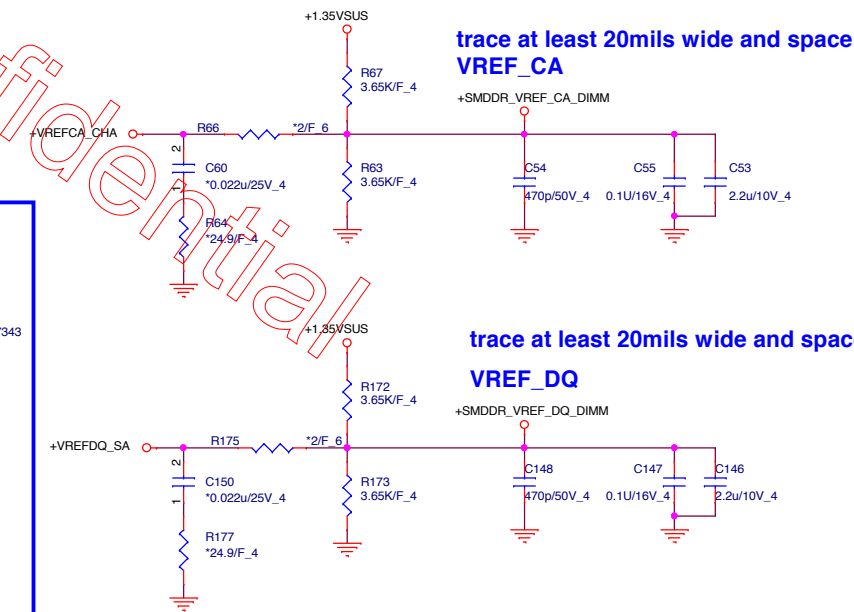 +1.35VSUS
trace at least 20mils wide and space
VREF_CA
R67
3.65K/F_4
+SMDDR_VREF_CA_DIMM
+VREFCA_CHA
R66
*2/F_6
2
C60
1
*0.022u/25V_4
R63
3.65K/F_4
C54
470p/50V_4
C55
0.1U/16V_4
C53
2.2u/10V_4
R64
*24.9/F_4
fidential
/343
+1.35VSUS
trace at least 20mils wide and spac
VREF_DQ
R172
3.65K/F_4
+SMDDR_VREF_DQ_DIMM
+VREFDQ_SA
R175
*2/F_6
2
C150
1
*0.022u/25V_4
R173
3.65K/F_4
C148
470p/50V_4
C147
0.1U/16V_4
C146
2.2u/10V_4
R177
*24.9/F_4